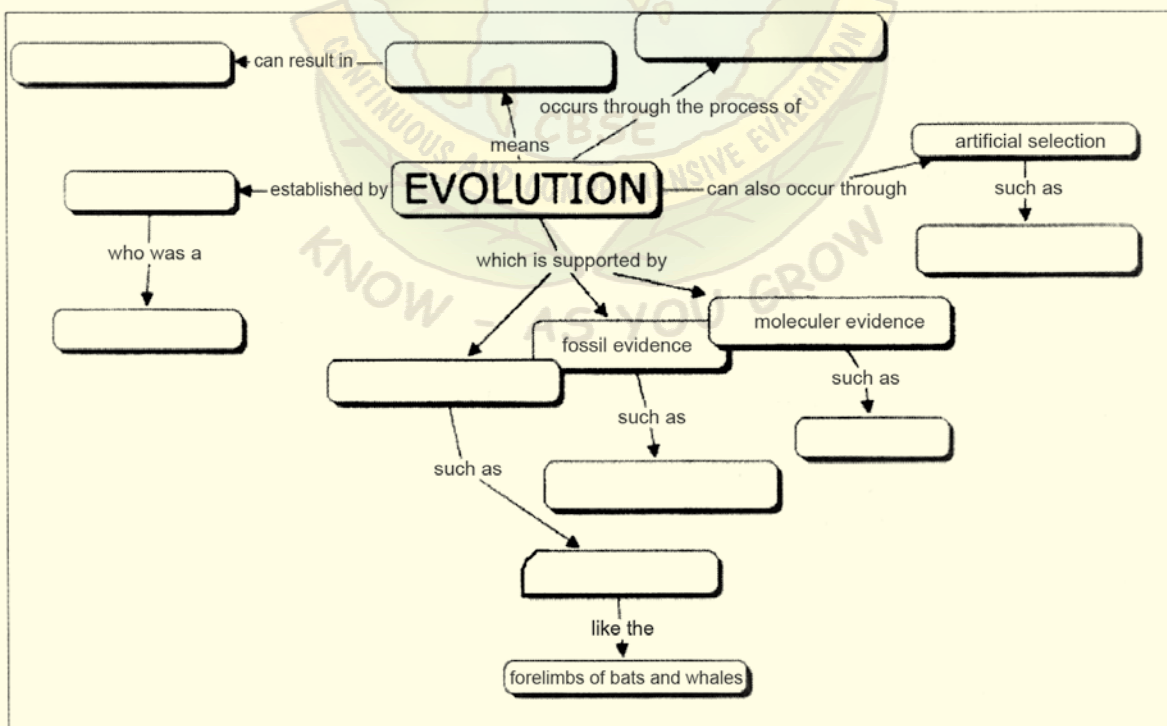 can result in
occurs through the process of
means
artificial selection
established by
EVOLUTION
can also occur through
such as
who was a
which is supported by
moleculer evidence
fossil evidence
such as
such as
such as
like the
forelimbs of bats and whales
CONTINUOUS AND COMPREHENSIVE EVALUATION
CBSE
KNOW - AS YOU GROW